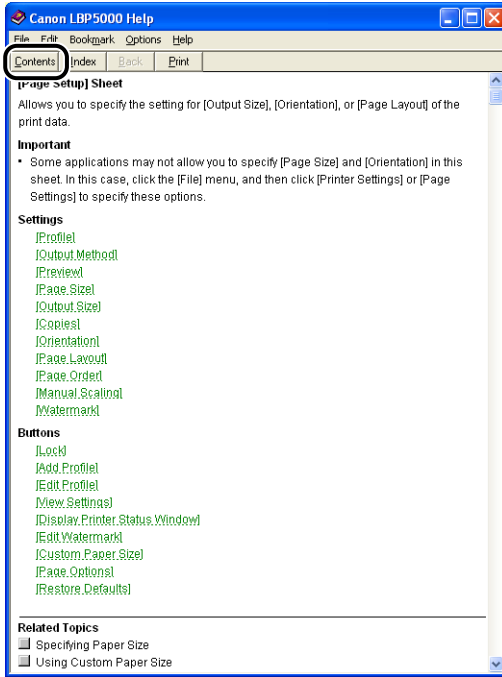 Canon LBP5000 Help
File Edit Bookmark Options Help
Contents Index Back Print
[Page Setup] Sheet
Allows you to specify the setting for [Output Size], [Orientation], or [Page Layout] of the
print data.
Important
• Some applications may not allow you to specify [Page Size] and [Orientation] in this
sheet. In this case, click the [File] menu, and then click [Printer Settings] or [Page
Settings] to specify these options.
Settings
[Profile]
[Output Method]
[Preview]
[Page Size]
[Output Size]
[Copies]
[Orientation]
[Page Layout]
[Page Order]
[Manual Scaling]
[Watermark]
Buttons
[Lock]
[Add Profile]
[Edit Profile]
[View Settings]
[Display Printer Status Window]
[Edit Watermark]
[Custom Paper Size]
[Page Options]
[Restore Defaults]
Related Topics
Specifying Paper Size
Using Custom Paper Size